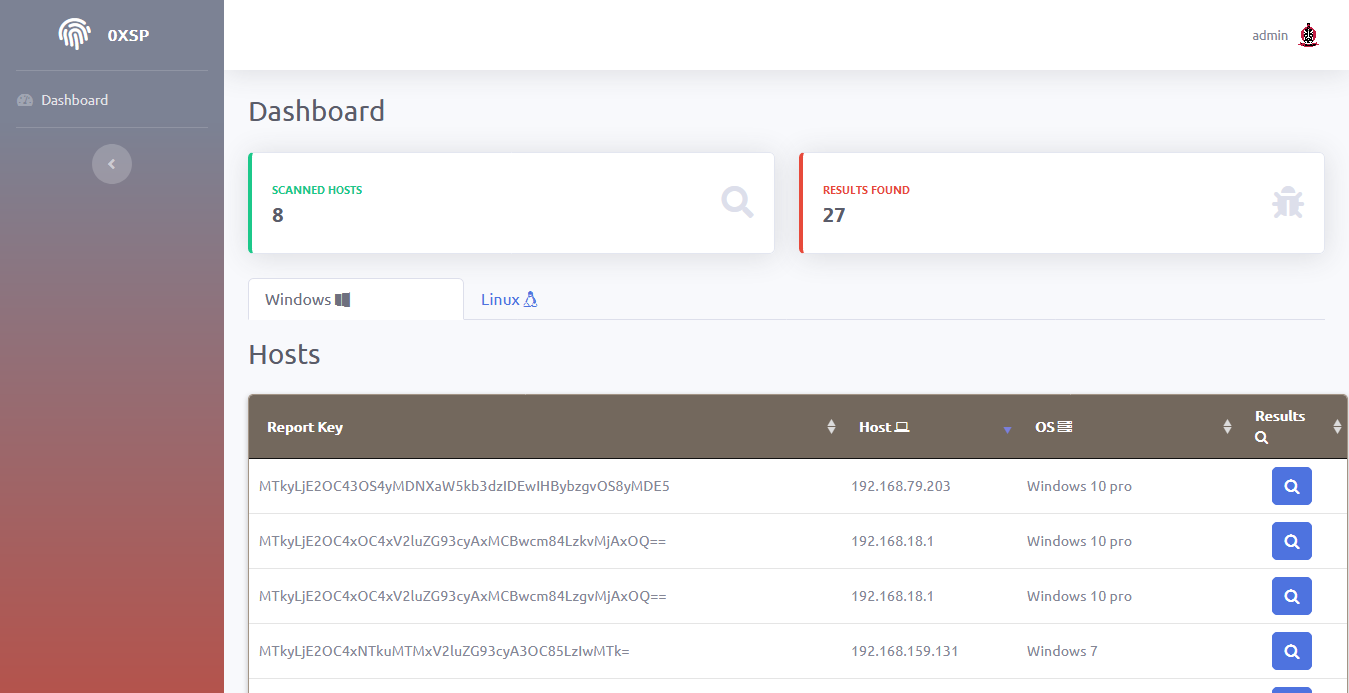 0XSP
admin
Dashboard
Dashboard
SCANNED HOSTS
8
RESULTS FOUND
27
Windows
Linux
Hosts
Report Key Host OS Results
MTkyLjE2OC43OS4yMDNXaW5kb3dzIDEwIHBybzgvOS8yMDE5 192.168.79.203 Windows 10 pro
MTkyLjE2OC4xOC4xV2luZG93cyAxMCBwcm84LzkvMjAxOQ== 192.168.18.1 Windows 10 pro
MTkyLjE2OC4xOC4xV2luZG93cyAxMCBwcm84LzgvMjAxOQ== 192.168.18.1 Windows 10 pro
MTkyLjE2OC4xNTkuMTMxV2luZG93cyA3OC85LzIwMTk= 192.168.159.131 Windows 7